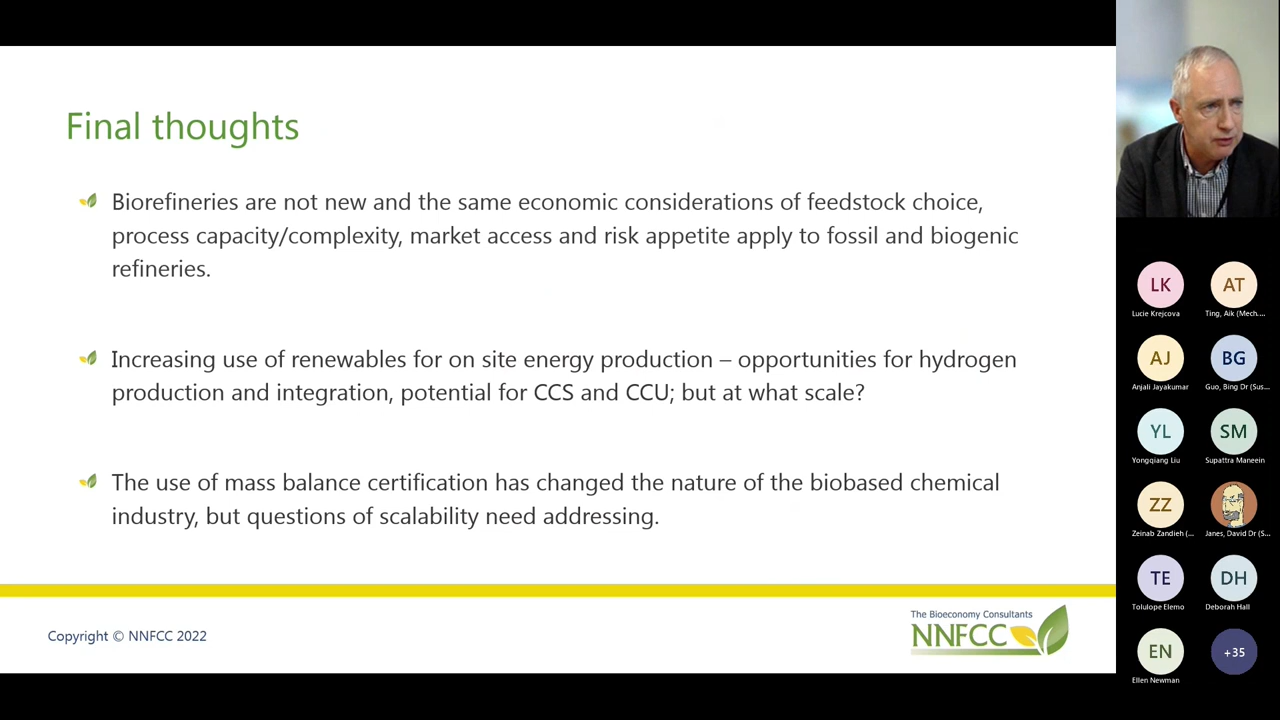 Final thoughts
Biorefineries are not new and the same economic considerations of feedstock choice,
process capacity/complexity, market access and risk appetite apply to fossil and biogenic
refineries.
Increasing use of renewables for on site energy production – opportunities for hydrogen
production and integration, potential for CCS and CCU; but at what scale?
The use of mass balance certification has changed the nature of the biobased chemical
industry, but questions of scalability need addressing.
Copyright © NNFCC 2022
The Bioeconomy Consultants
NNFCC
LK
AT
Lucie Krejcova
Ting, Aik (Mech....
AJ
BG
Anjali Jayakumar
Guo, Bing Dr (Sus...
YL
SM
Yongqiang Liu
Supattra Maneein
ZZ
Zeinab Zandieh (...
Janes, David Dr (S...
TE
DH
Tolulope Elemo
Deborah Hall
EN
+35
Ellen Newman